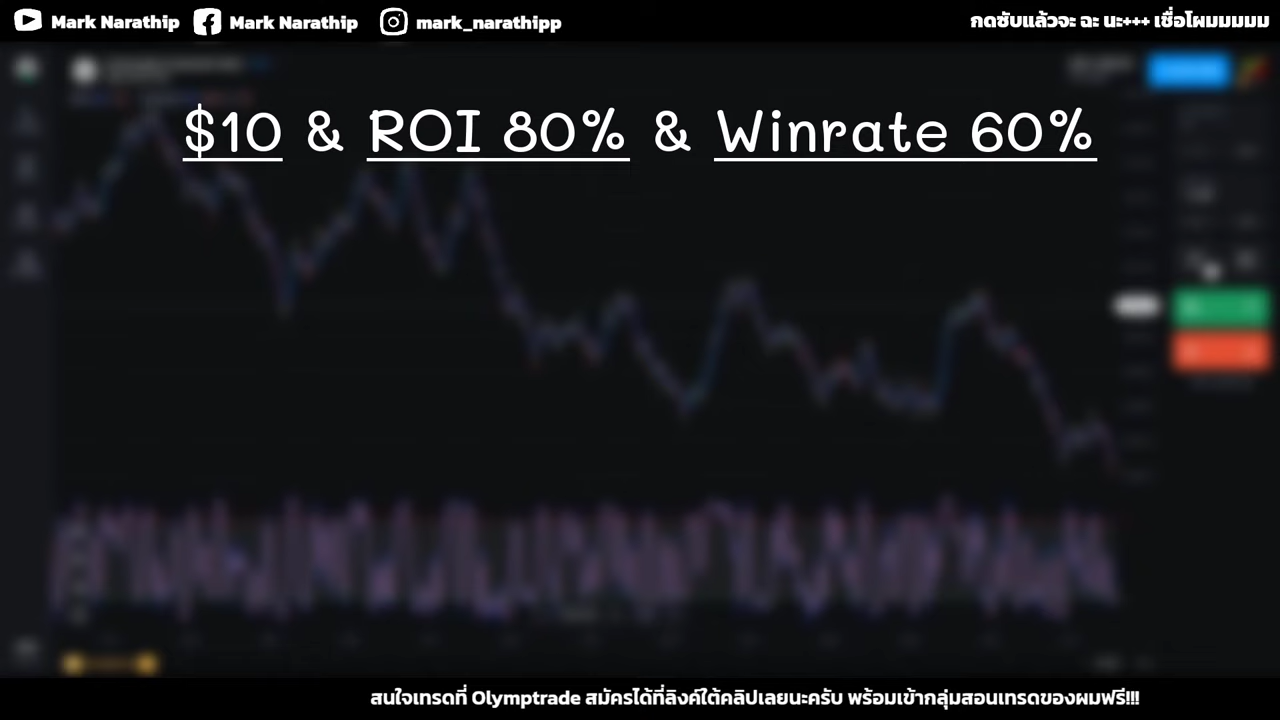 Mark Narathip Mark Narathip mark_narathipp กดซับแล้วจะ ฉะ นะ+++ เชื่อโผมมมมม
$10 & ROI 80% & Winrate 60%
สนใจเทรดที่ Olymptrade สมัครได้ที่ลิงค์ใต้คลิปเลยนะครับ พร้อมเข้ากลุ่มสอนเทรดของผมฟรี!!!